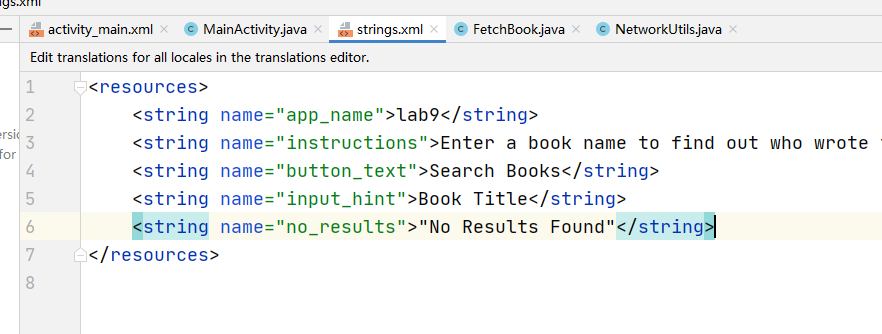 gs.xml
activity_main.xml MainActivity.java strings.xml FetchBook.java NetworkUtils.java
Edit translations for all locales in the translations editor.
1 <resources>
2 <string name="app_name">lab9</string>
3 <string name="instructions">Enter a book name to find out who wrote
4 <string name="button_text">Search Books</string>
5 <string name="input_hint">Book Title</string>
6 <string name="no_results">"No Results Found"</string>
7 </resources>
8
ersio
for